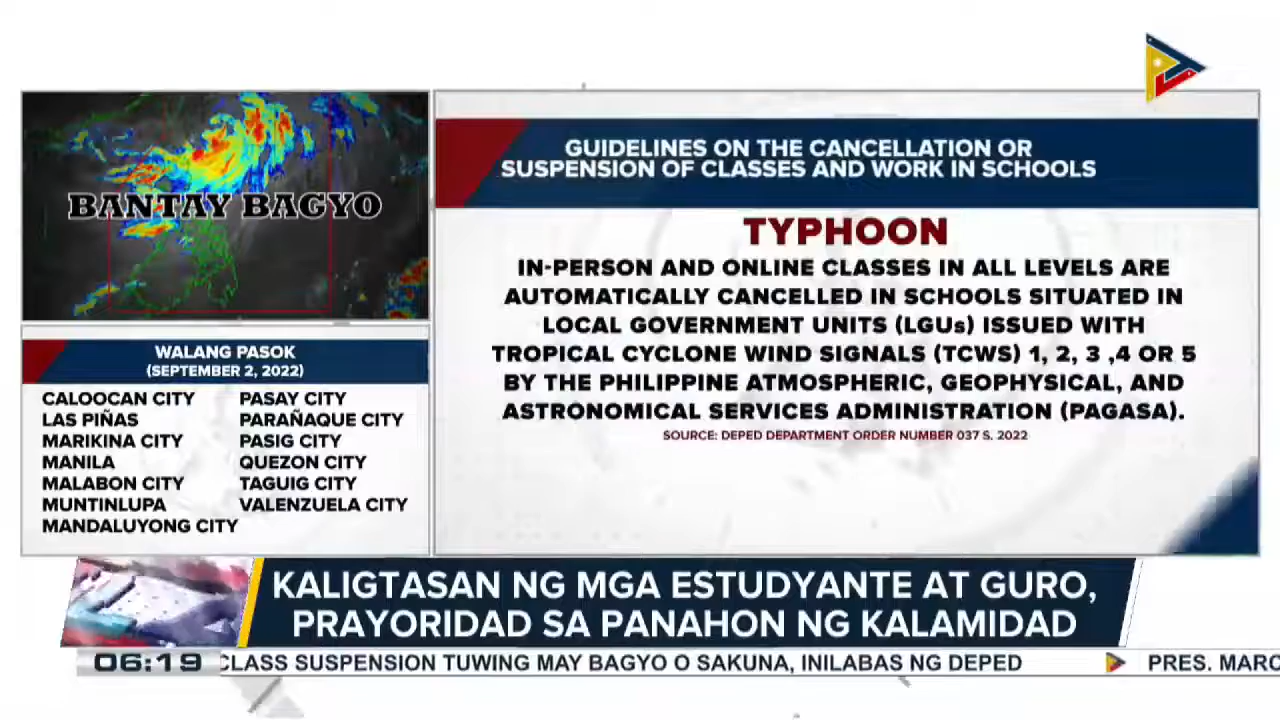 GUIDELINES ON THE CANCELLATION OR
SUSPENSION OF CLASSES AND WORK IN SCHOOLS
BANTAY BAGYO
TYPHOON
IN-PERSON AND ONLINE CLASSES IN ALL LEVELS ARE
AUTOMATICALLY CANCELLED IN SCHOOLS SITUATED IN
LOCAL GOVERNMENT UNITS (LGUs) ISSUED WITH
TROPICAL CYCLONE WIND SIGNALS (TCWS) 1, 2, 3 ,4 OR 5
BY THE PHILIPPINE ATMOSPHERIC, GEOPHYSICAL, AND
ASTRONOMICAL SERVICES ADMINISTRATION (PAGASA).
SOURCE: DEPED DEPARTMENT ORDER NUMBER 037 S. 2022
WALANG PASOK
(SEPTEMBER 2, 2022)
CALOOCAN CITY
LAS PIÑAS
MARIKINA CITY
MANILA
MALABON CITY
MUNTINLUPA
MANDALUYONG CITY
PASAY CITY
PARAÑAQUE CITY
PASIG CITY
QUEZON CITY
TAGUIG CITY
VALENZUELA CITY
KALIGTASAN NG MGA ESTUDYANTE AT GURO,
PRAYORIDAD SA PANAHON NG KALAMIDAD
06:19
CLASS SUSPENSION TUWING MAY BAGYO O SAKUNA, INILABAS NG DEPED
PRES. MARC